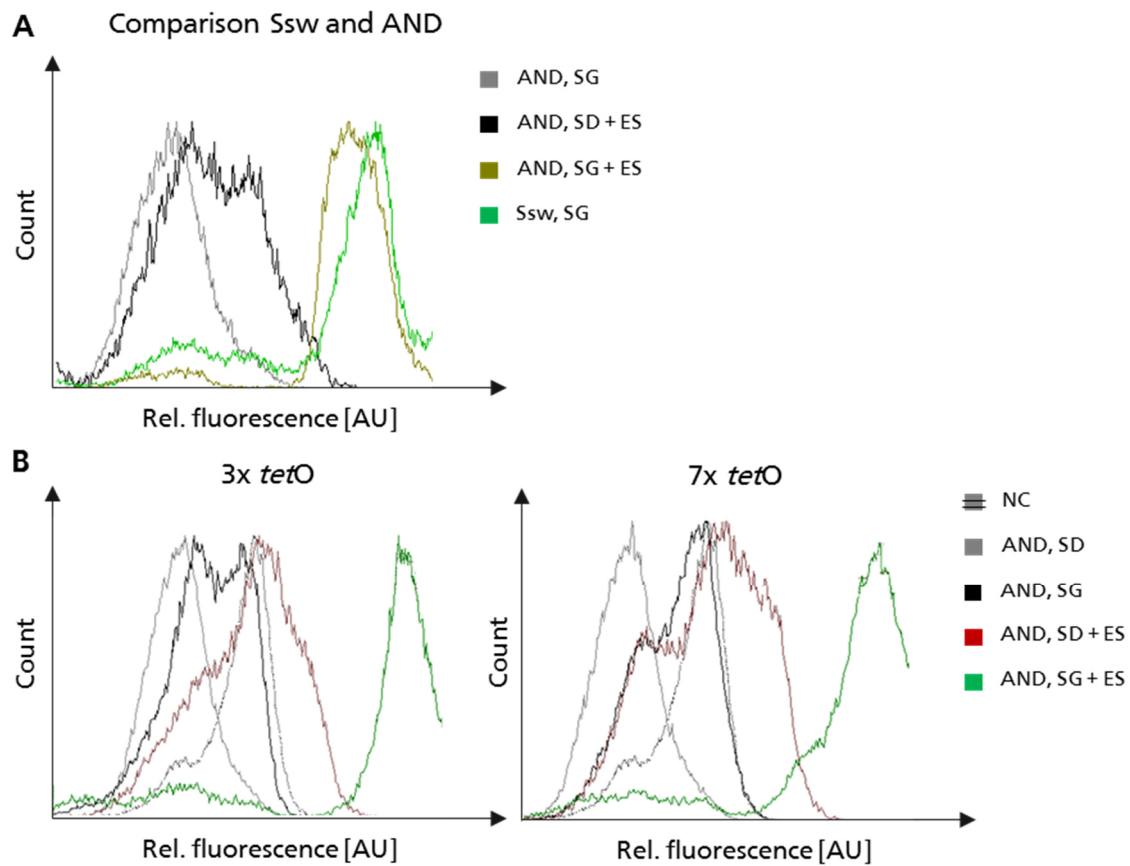 A
Comparison Ssw and AND
AND, SG
AND, SD + ES
AND, SG + ES
Ssw, SG
Count
Rel. fluorescence [AU]
B
3x tetO
7x tetO
NC
AND, SD
AND, SG
AND, SD + ES
AND, SG + ES
Count
Count
Rel. fluorescence [AU]
Rel. fluorescence [AU]